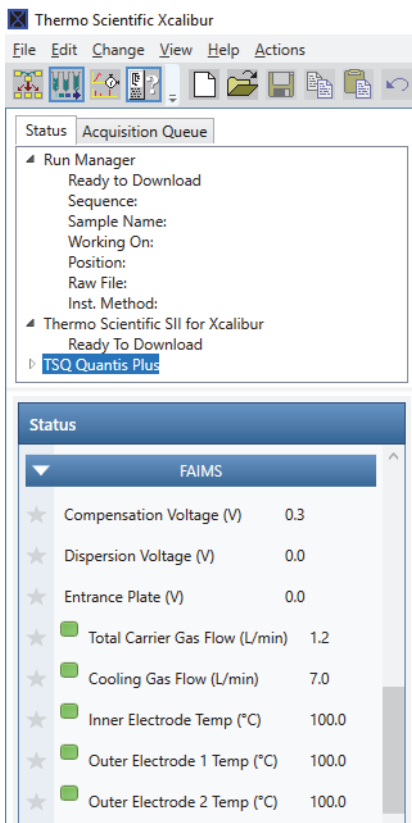 Thermo Scientific Xcalibur
File Edit Change View Help Actions
Status Acquisition Queue
Run Manager
Ready to Download
Sequence:
Sample Name:
Working On:
Position:
Raw File:
Inst. Method:
Thermo Scientific SII for Xcalibur
Ready To Download
TSQ Quantis Plus
Status
FAIMS
Compensation Voltage (V) 0.3
Dispersion Voltage (V) 0.0
Entrance Plate (V) 0.0
Total Carrier Gas Flow (L/min) 1.2
Cooling Gas Flow (L/min) 7.0
Inner Electrode Temp (°C) 100.0
Outer Electrode 1 Temp (°C) 100.0
Outer Electrode 2 Temp (°C) 100.0